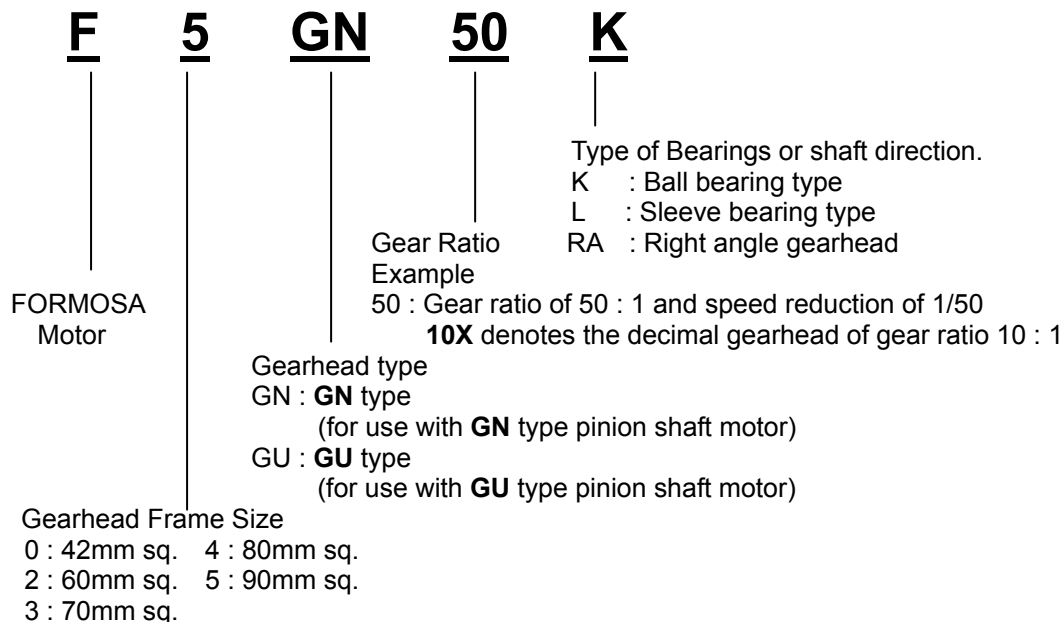 F 5 GN 50 K
Type of Bearings or shaft direction.
K : Ball bearing type
L : Sleeve bearing type
RA : Right angle gearhead
Gear Ratio
Example
50 : Gear ratio of 50 : 1 and speed reduction of 1/50
10X denotes the decimal gearhead of gear ratio 10 : 1
FORMOSA
Motor
Gearhead type
GN : GN type
(for use with GN type pinion shaft motor)
GU : GU type
(for use with GU type pinion shaft motor)
Gearhead Frame Size
0 : 42mm sq. 4 : 80mm sq.
2 : 60mm sq. 5 : 90mm sq.
3 : 70mm sq.